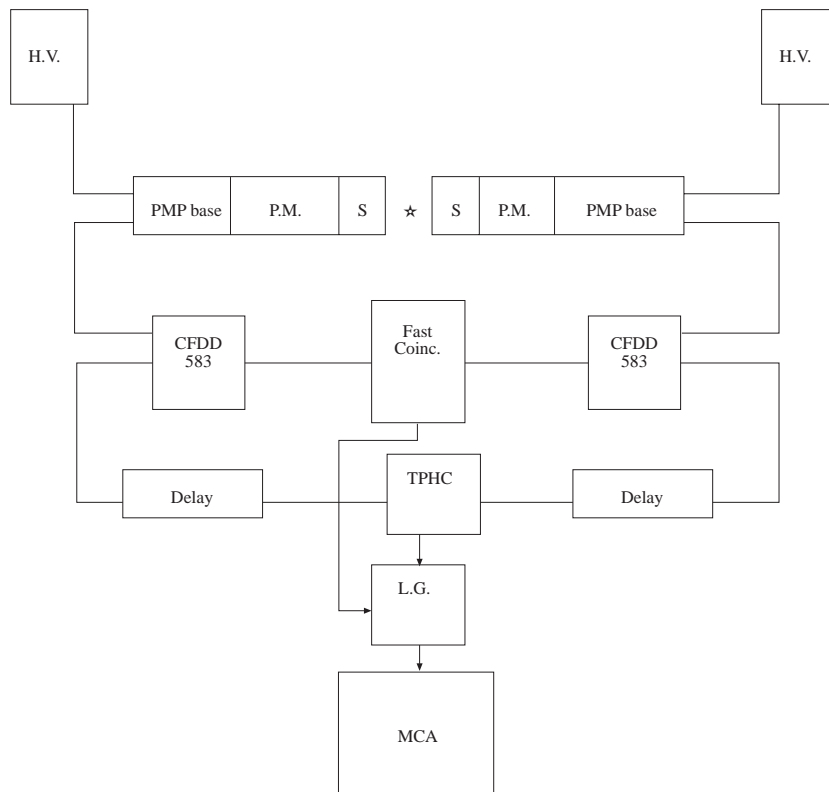 H.V.
H.V.
PMP base
P.M.
S
S
P.M.
PMP base
CFDD
583
Fast
Coinc.
CFDD
583
Delay
TPHC
Delay
L.G.
MCA